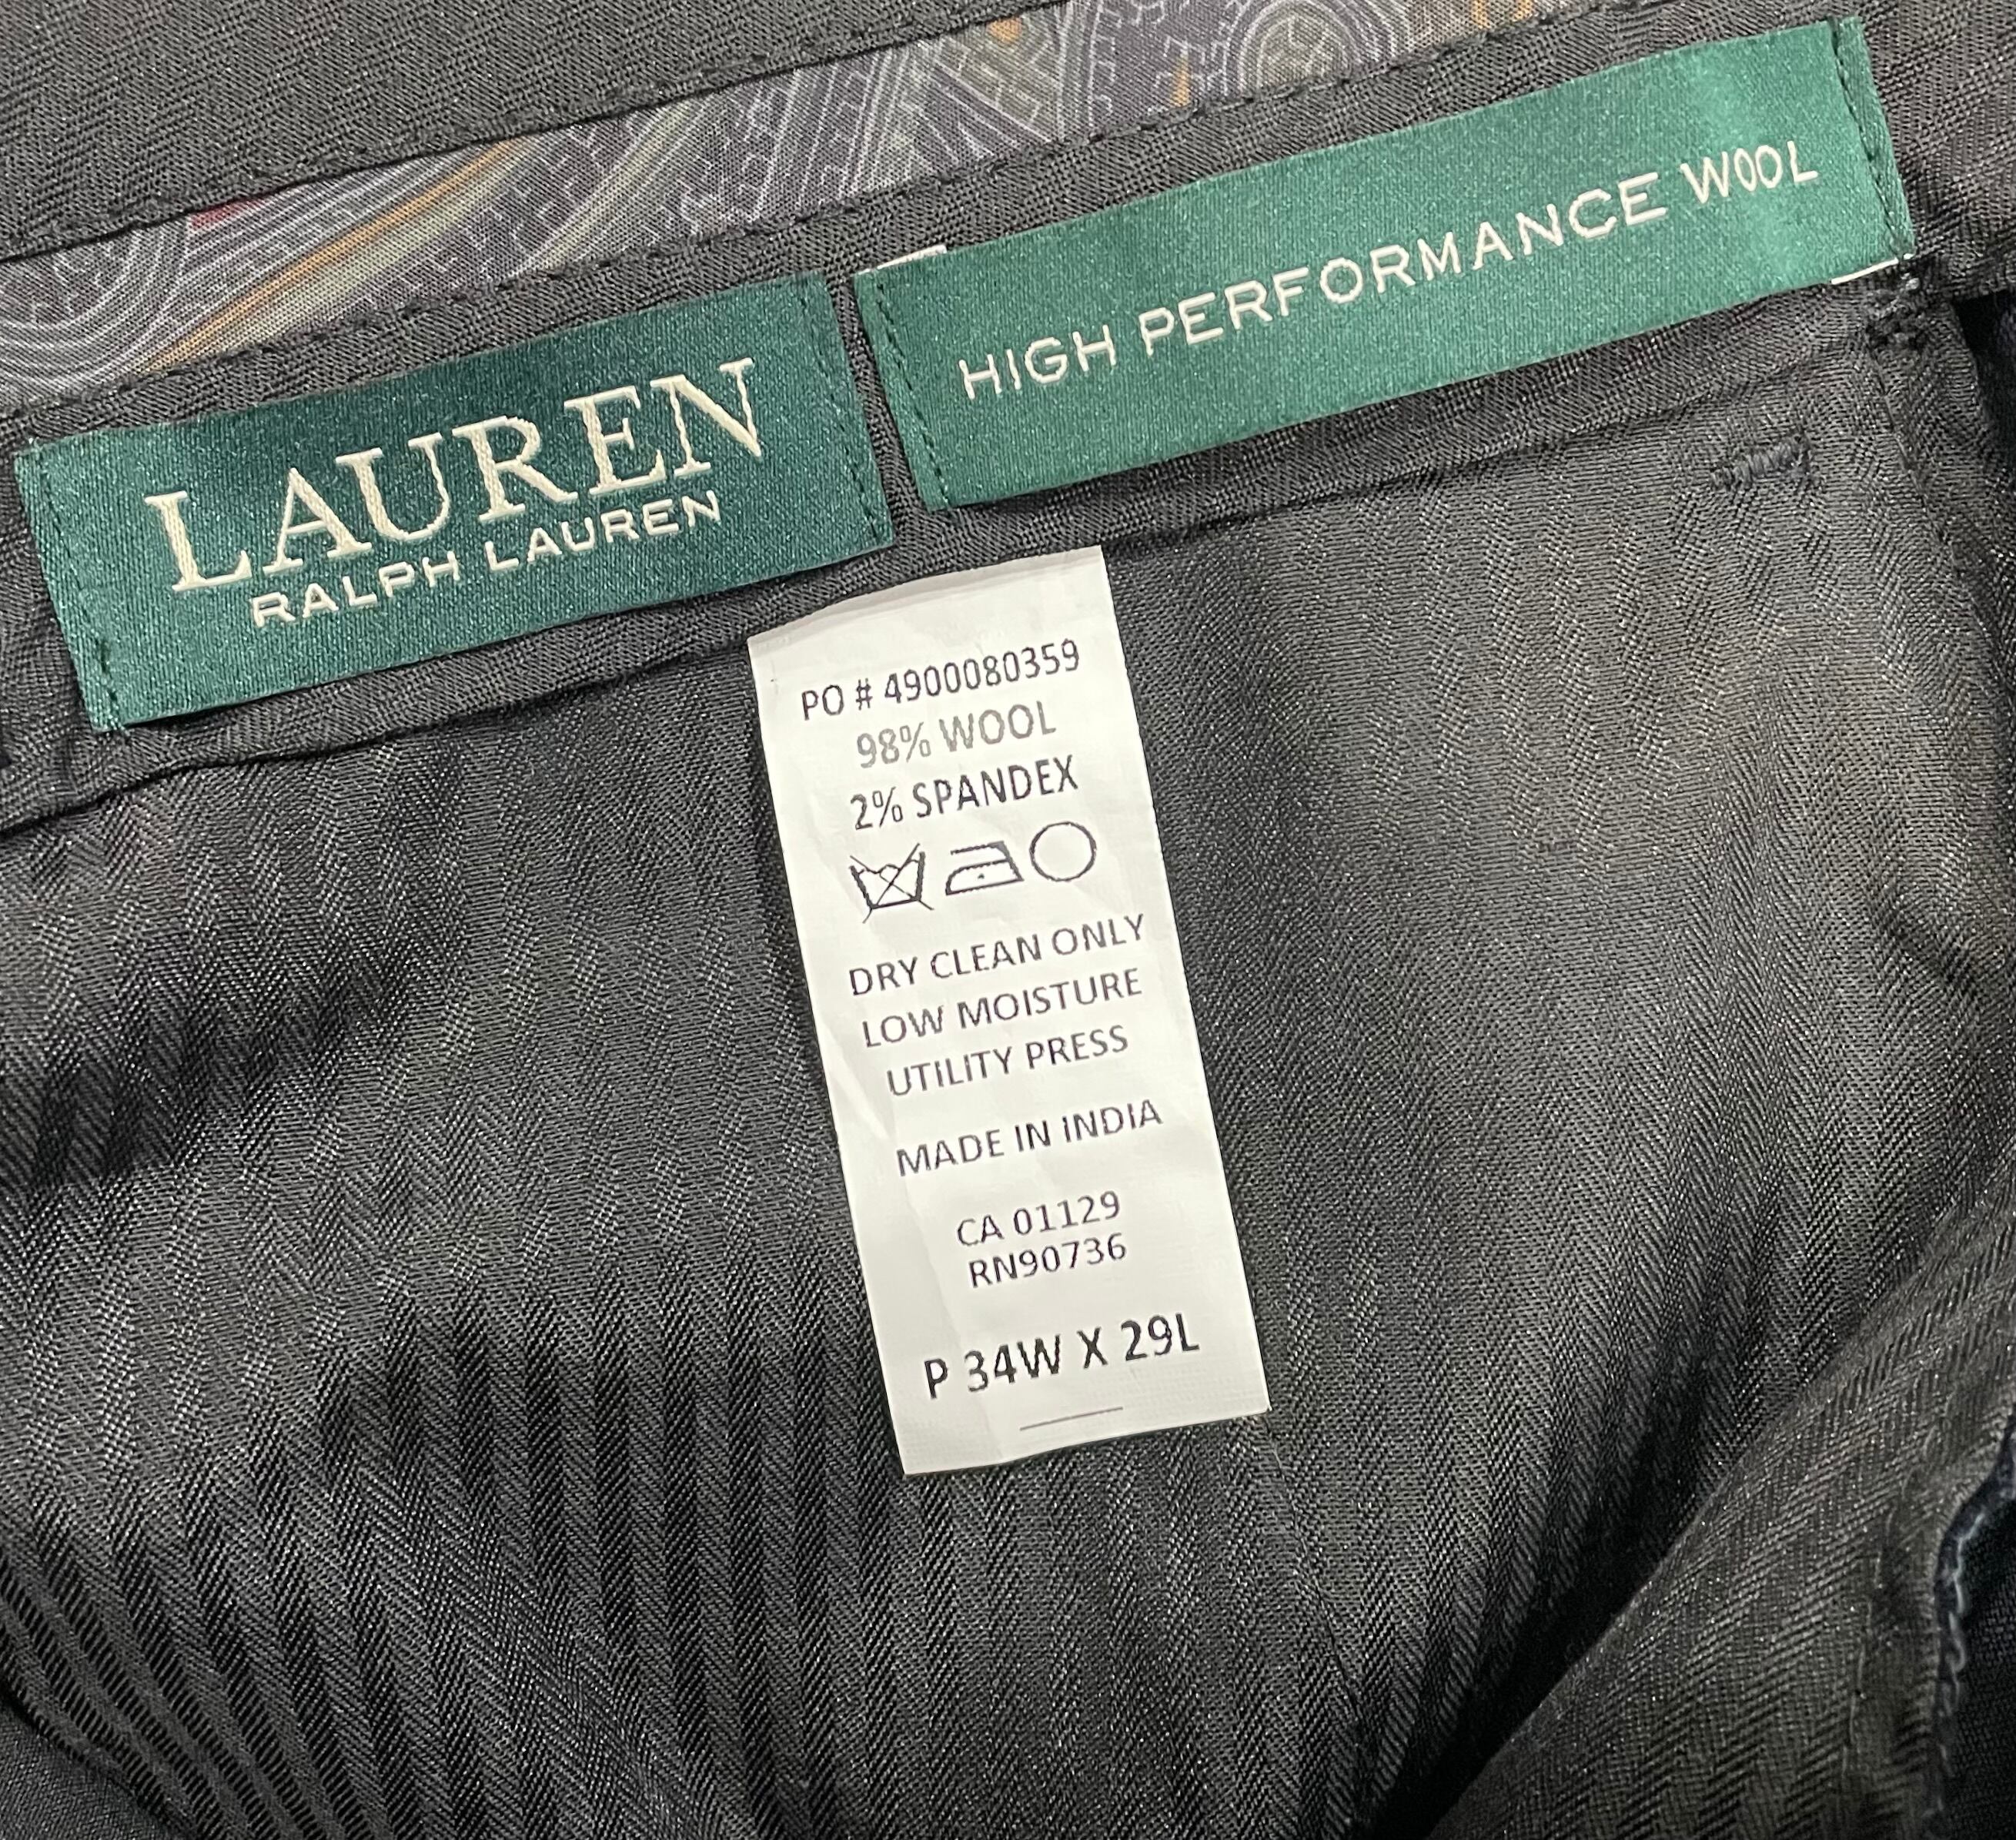 LAUREN
RALPH LAUREN
HIGH PERFORMANCE WOOL
PO # 4900080359
98% WOOL
2% SPANDEX
DRY CLEAN ONLY
LOW MOISTURE
UTILITY PRESS
MADE IN INDIA
CA 01129
RN90736
P 34W X 29L